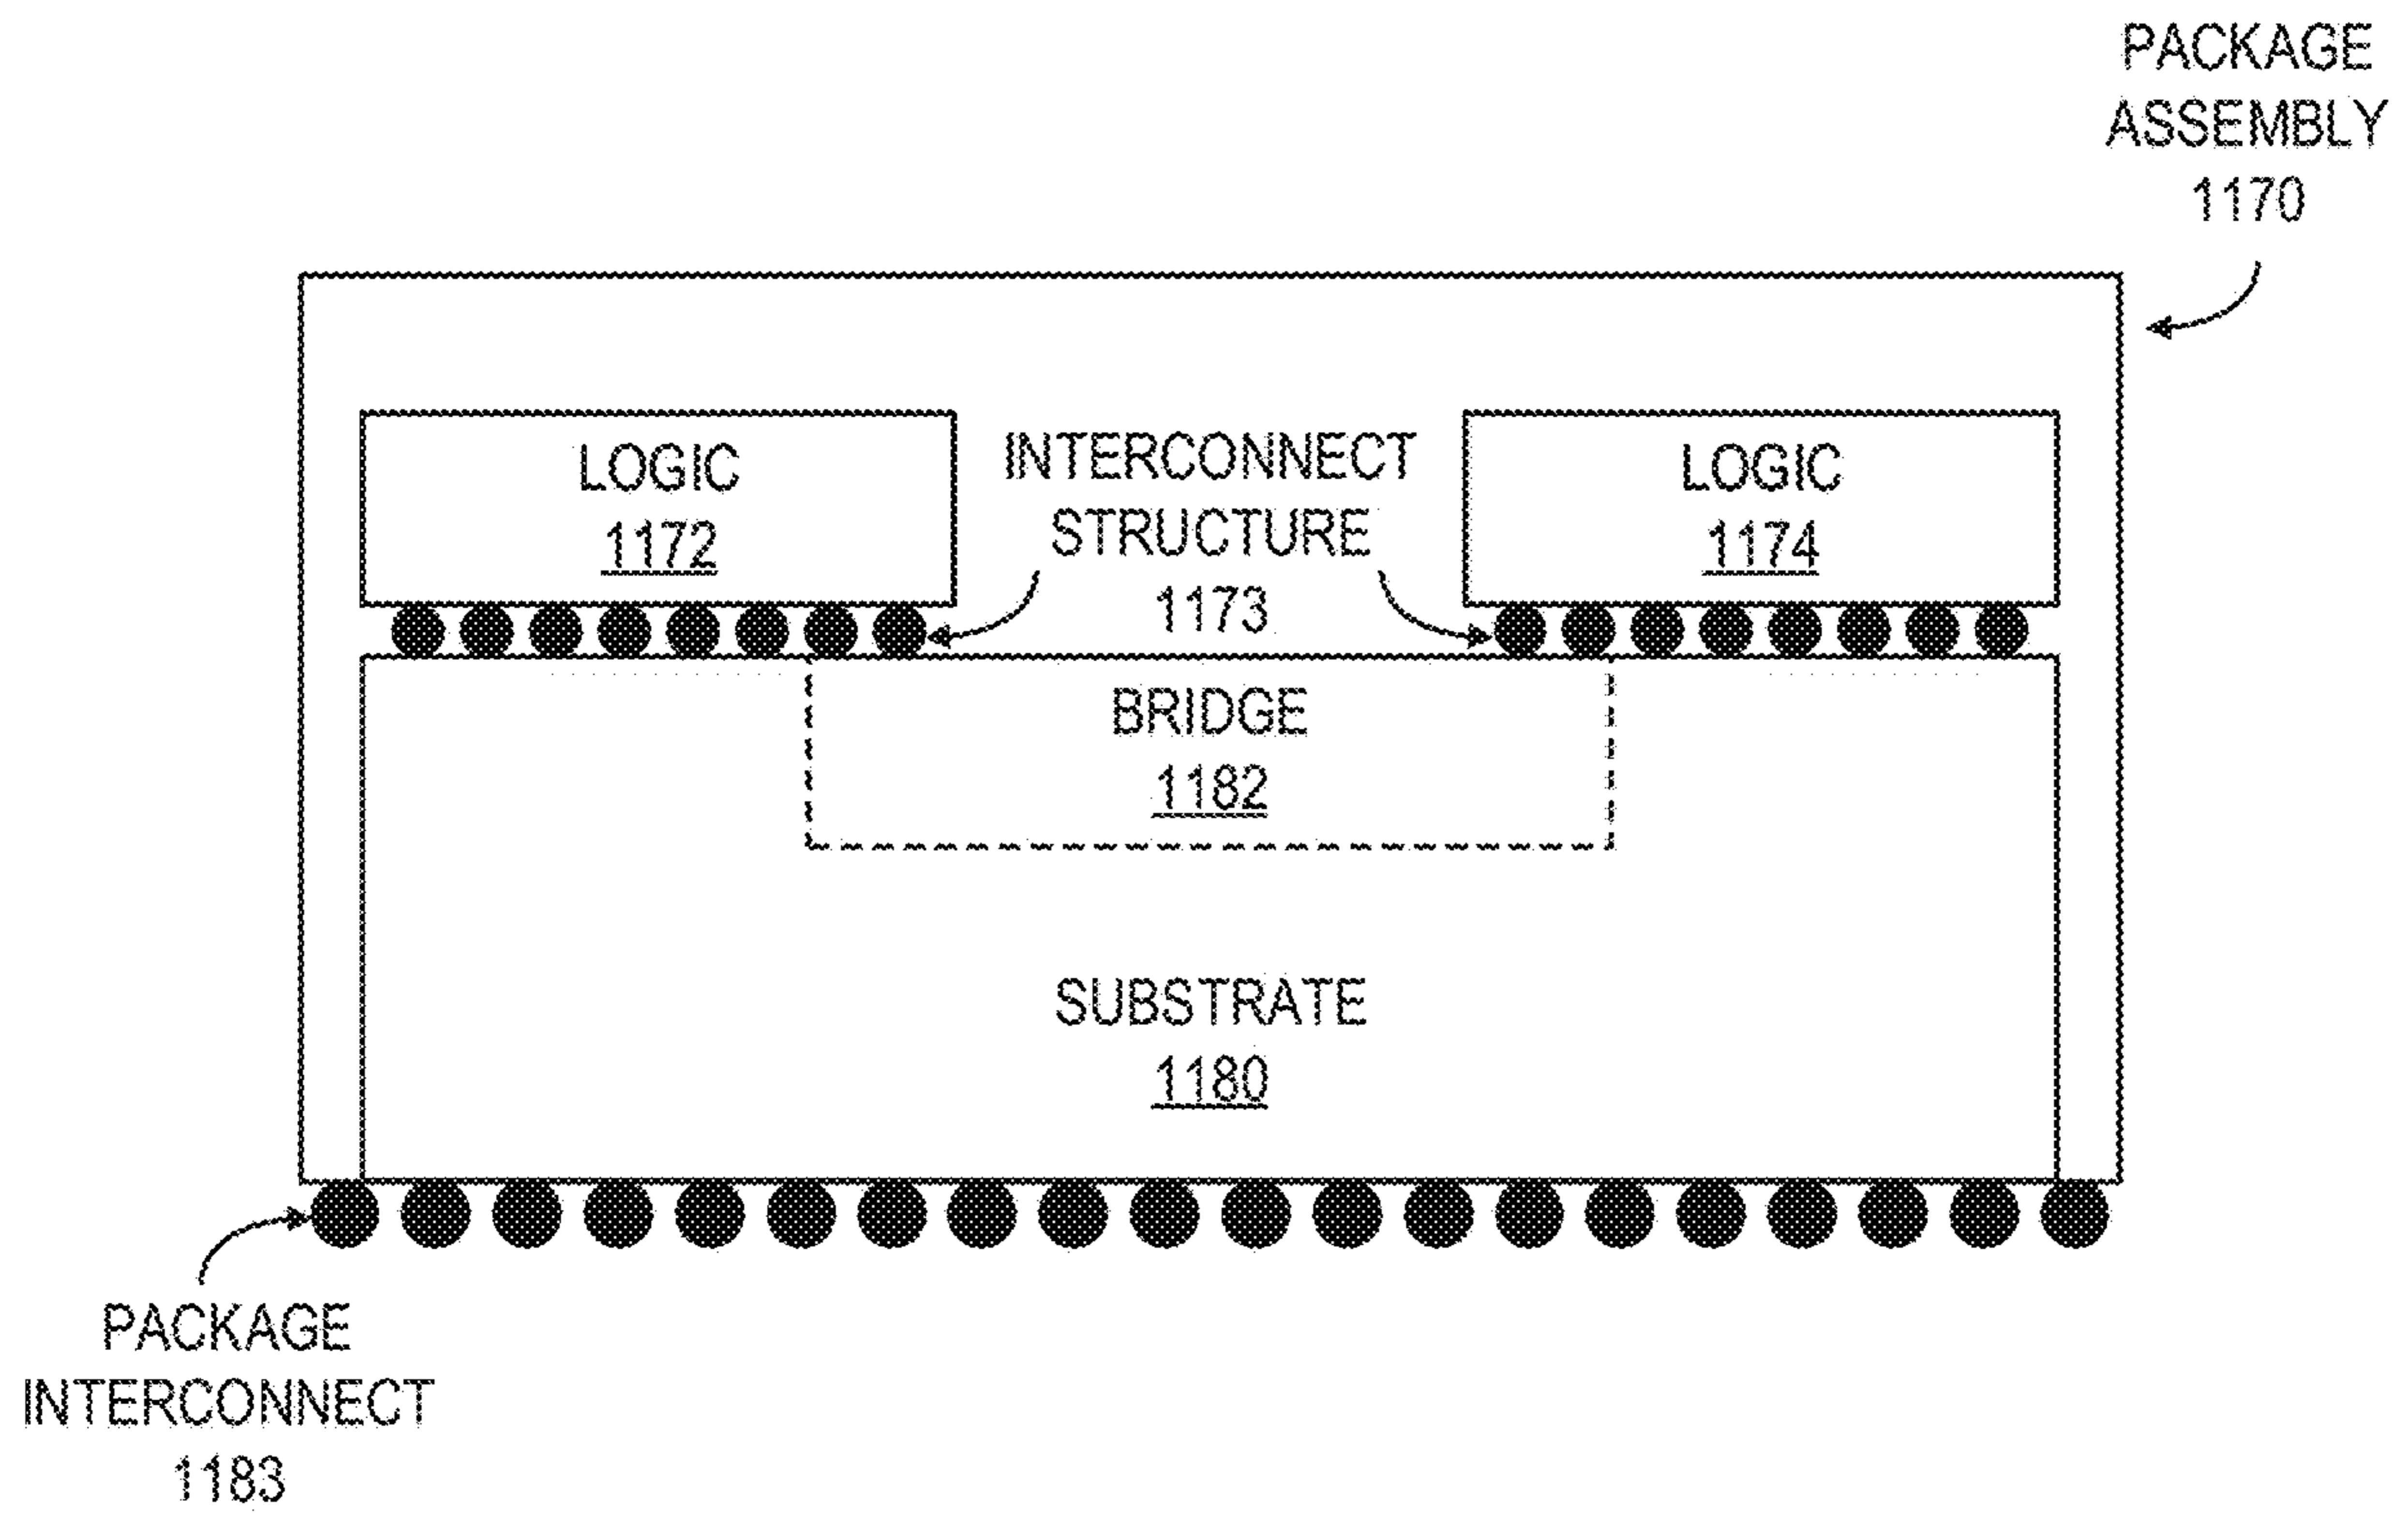 PACKAGE
ASSEMBLY
1170
LOGIC
1172
INTERCONNECT
STRUCTURE
1173
LOGIC
1174
BRIDGE
1182
SUBSTRATE
1180
PACKAGE
INTERCONNECT
1183